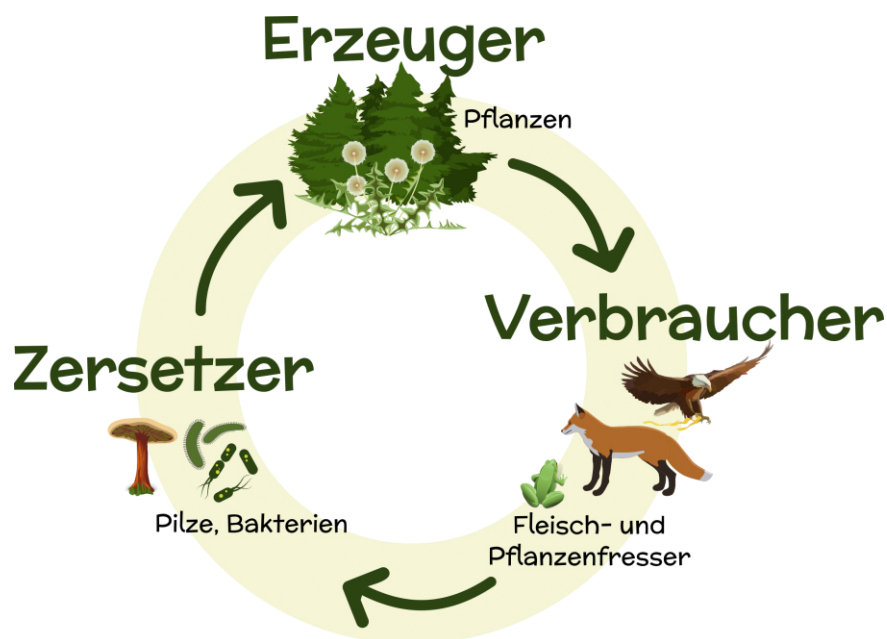 Erzeuger
Pflanzen
Verbraucher
Fleisch- und
Pflanzenfresser
Zersetzer
Pilze, Bakterien